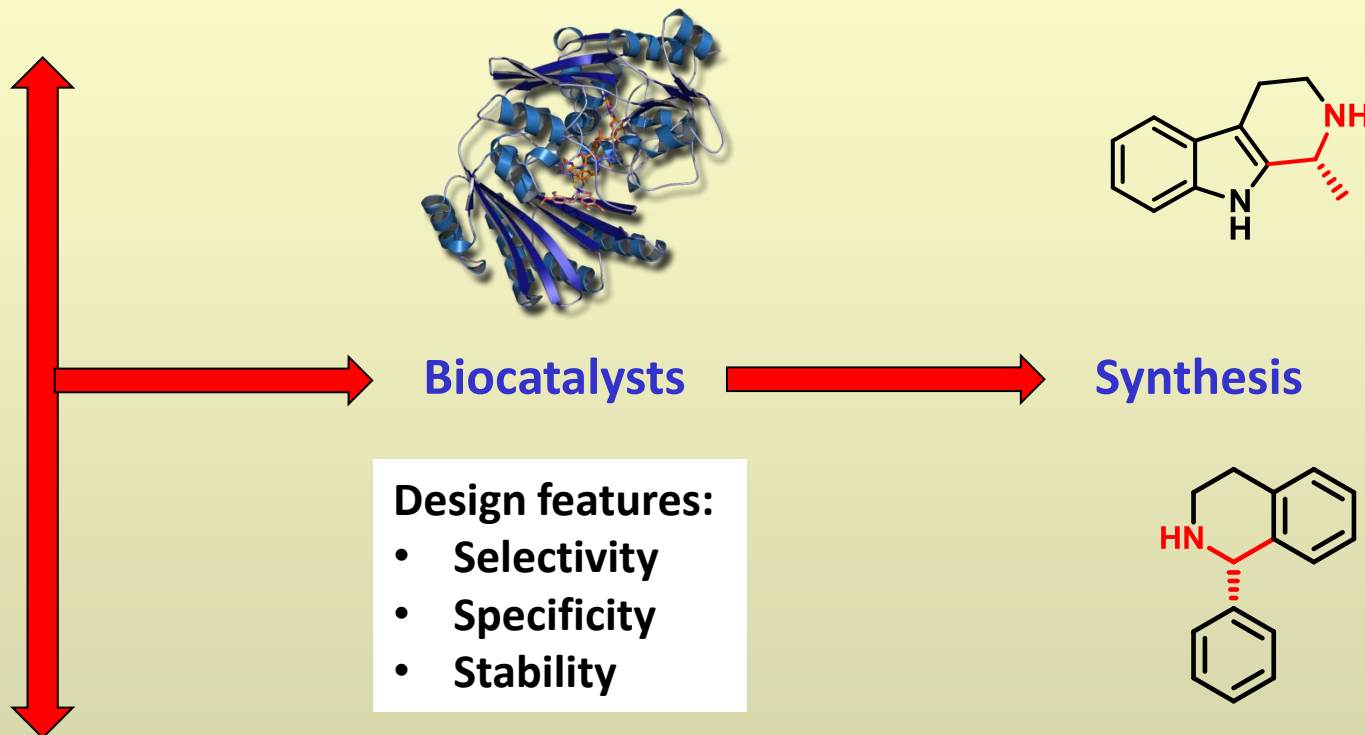 NH
N
H
Biocatalysts
Synthesis
Design features:
• Selectivity
• Specificity
• Stability
HN